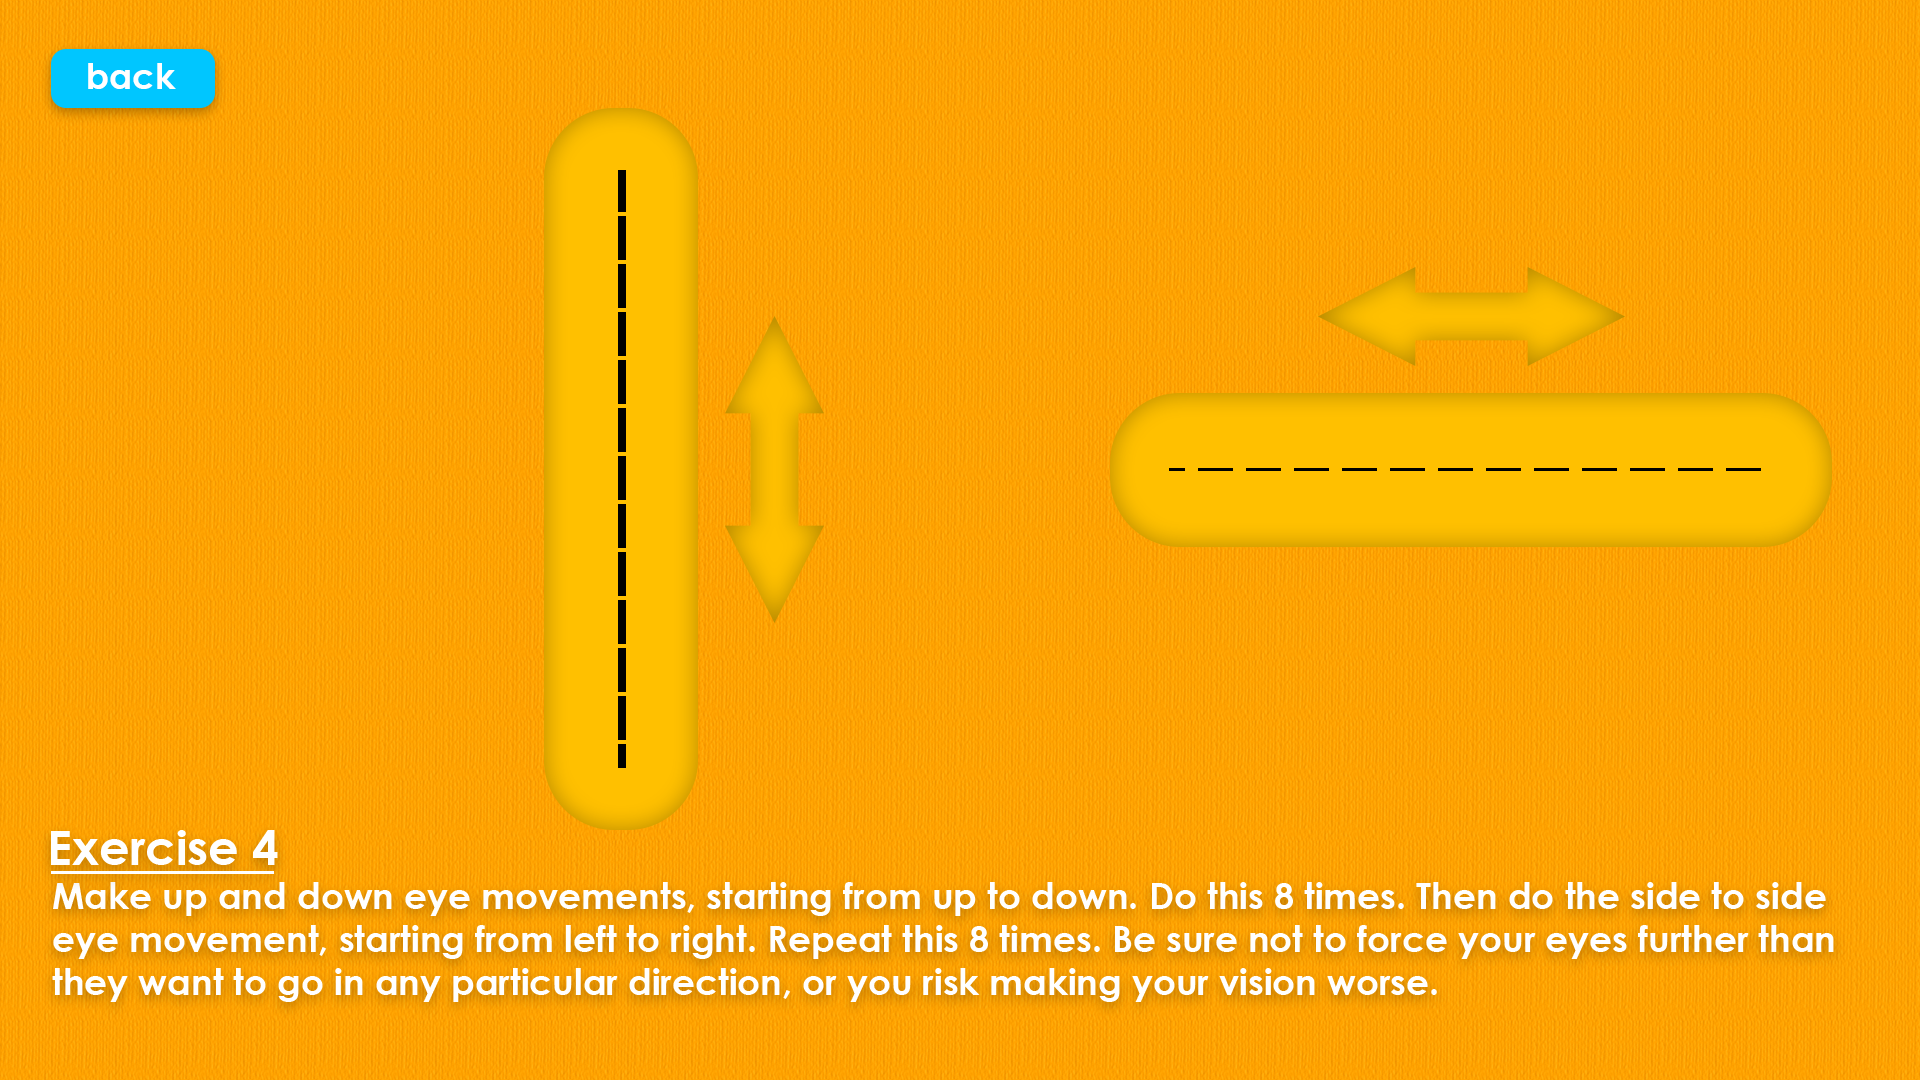 back
Exercise 4
Make up and down eye movements, starting from up to down. Do this 8 times. Then do the side to side
eye movement, starting from left to right. Repeat this 8 times. Be sure not to force your eyes further than
they want to go in any particular direction, or you risk making your vision worse.